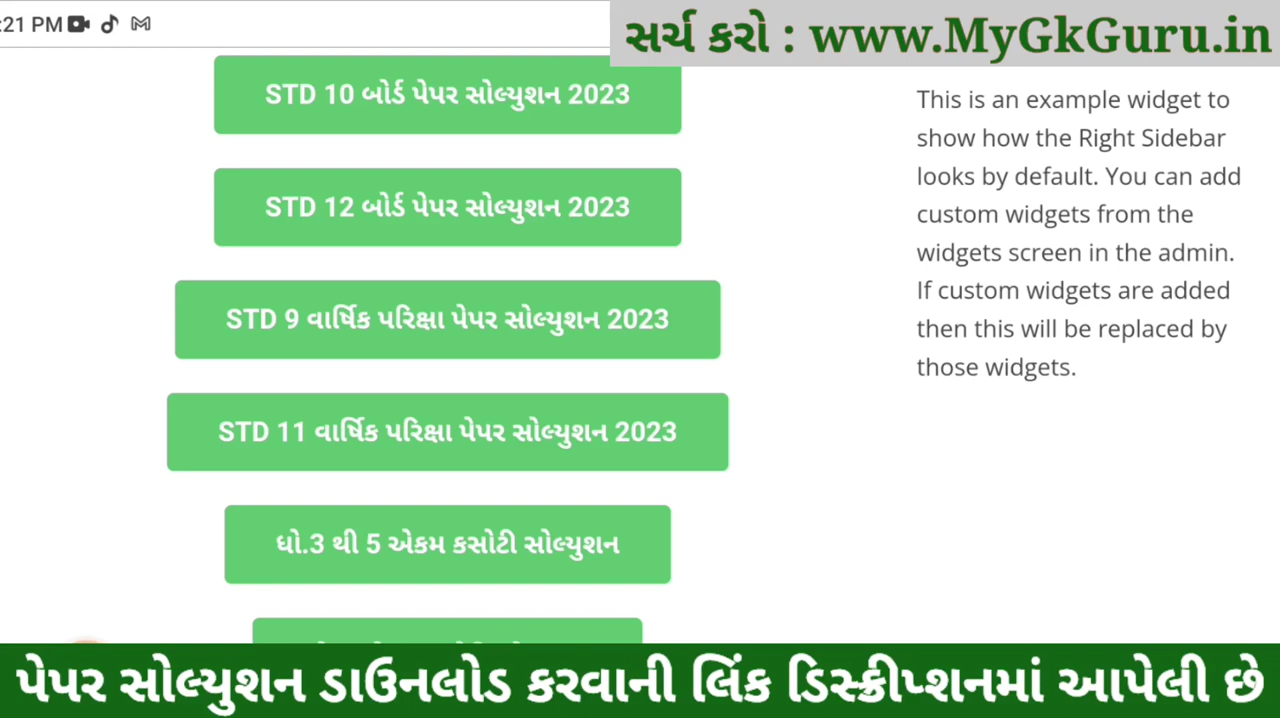 :21 PM
સર્ચ કરો : www.MyGkGuru.in
STD 10 બોર્ડ પેપર સોલ્યુશન 2023
STD 12 બોર્ડ પેપર સોલ્યુશન 2023
STD 9 વાર્ષિક પરિક્ષા પેપર સોલ્યુશન 2023
STD 11 વાર્ષિક પરિક્ષા પેપર સોલ્યુશન 2023
ધો.3 થી 5 એકમ કસોટી સોલ્યુશન
This is an example widget to
show how the Right Sidebar
looks by default. You can add
custom widgets from the
widgets screen in the admin.
If custom widgets are added
then this will be replaced by
those widgets.
પેપર સોલ્યુશન ડાઉનલોડ કરવાની લિંક ડિસ્ક્રીપ્શનમાં આપેલી છે